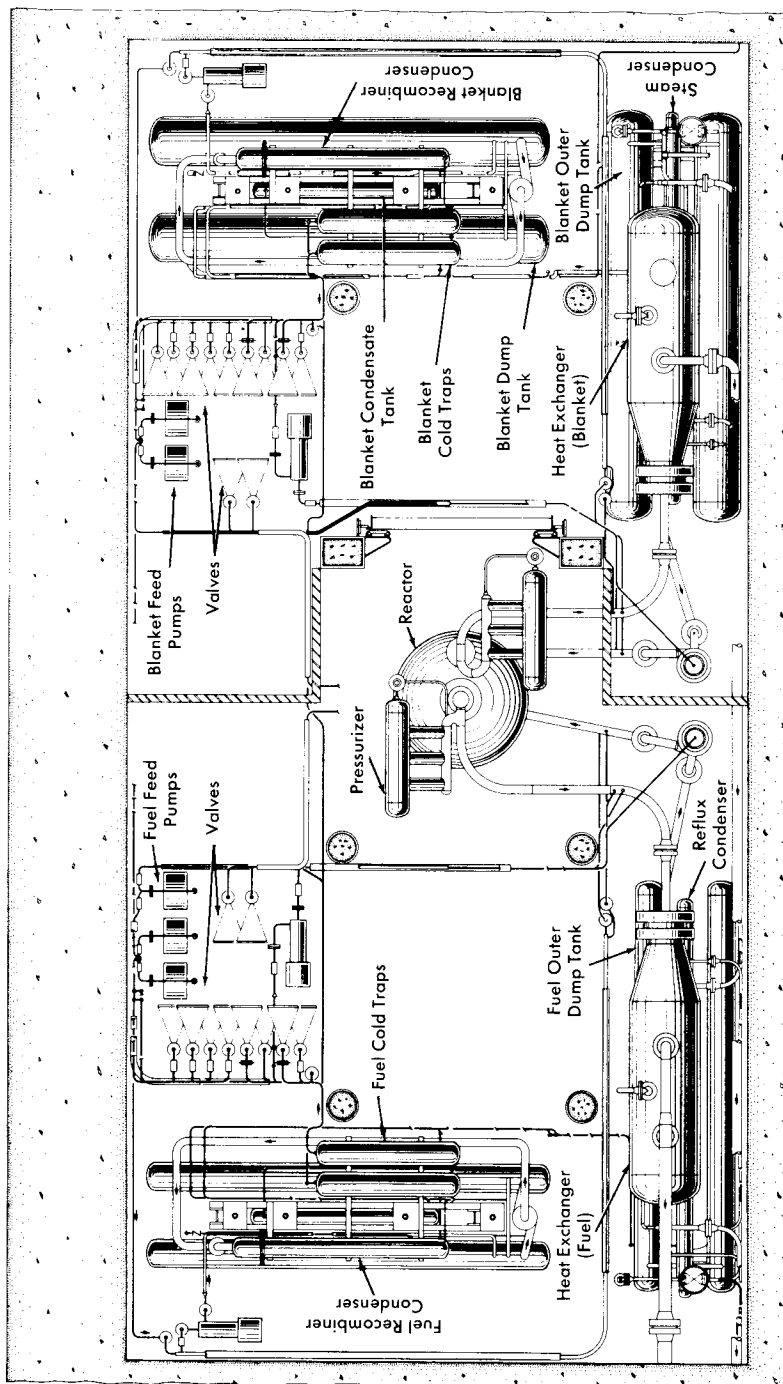 Blanket Recombiner
Condenser
Blanket Condensate
Tank
Blanket
Cold Traps
Blanket Dump
Tank
Blanket Outer
Dump Tank
Steam
Condenser
Heat Exchanger
(Blanket)
Blanket Feed
Pumps
Valves
Reactor
Pressurizer
Fuel Feed
Pumps
Valves
Reflux
Condenser
Fuel Outer
Dump Tank
Fuel Cold Traps
Heat Exchanger
(Fuel)
Fuel Recombiner
Condenser